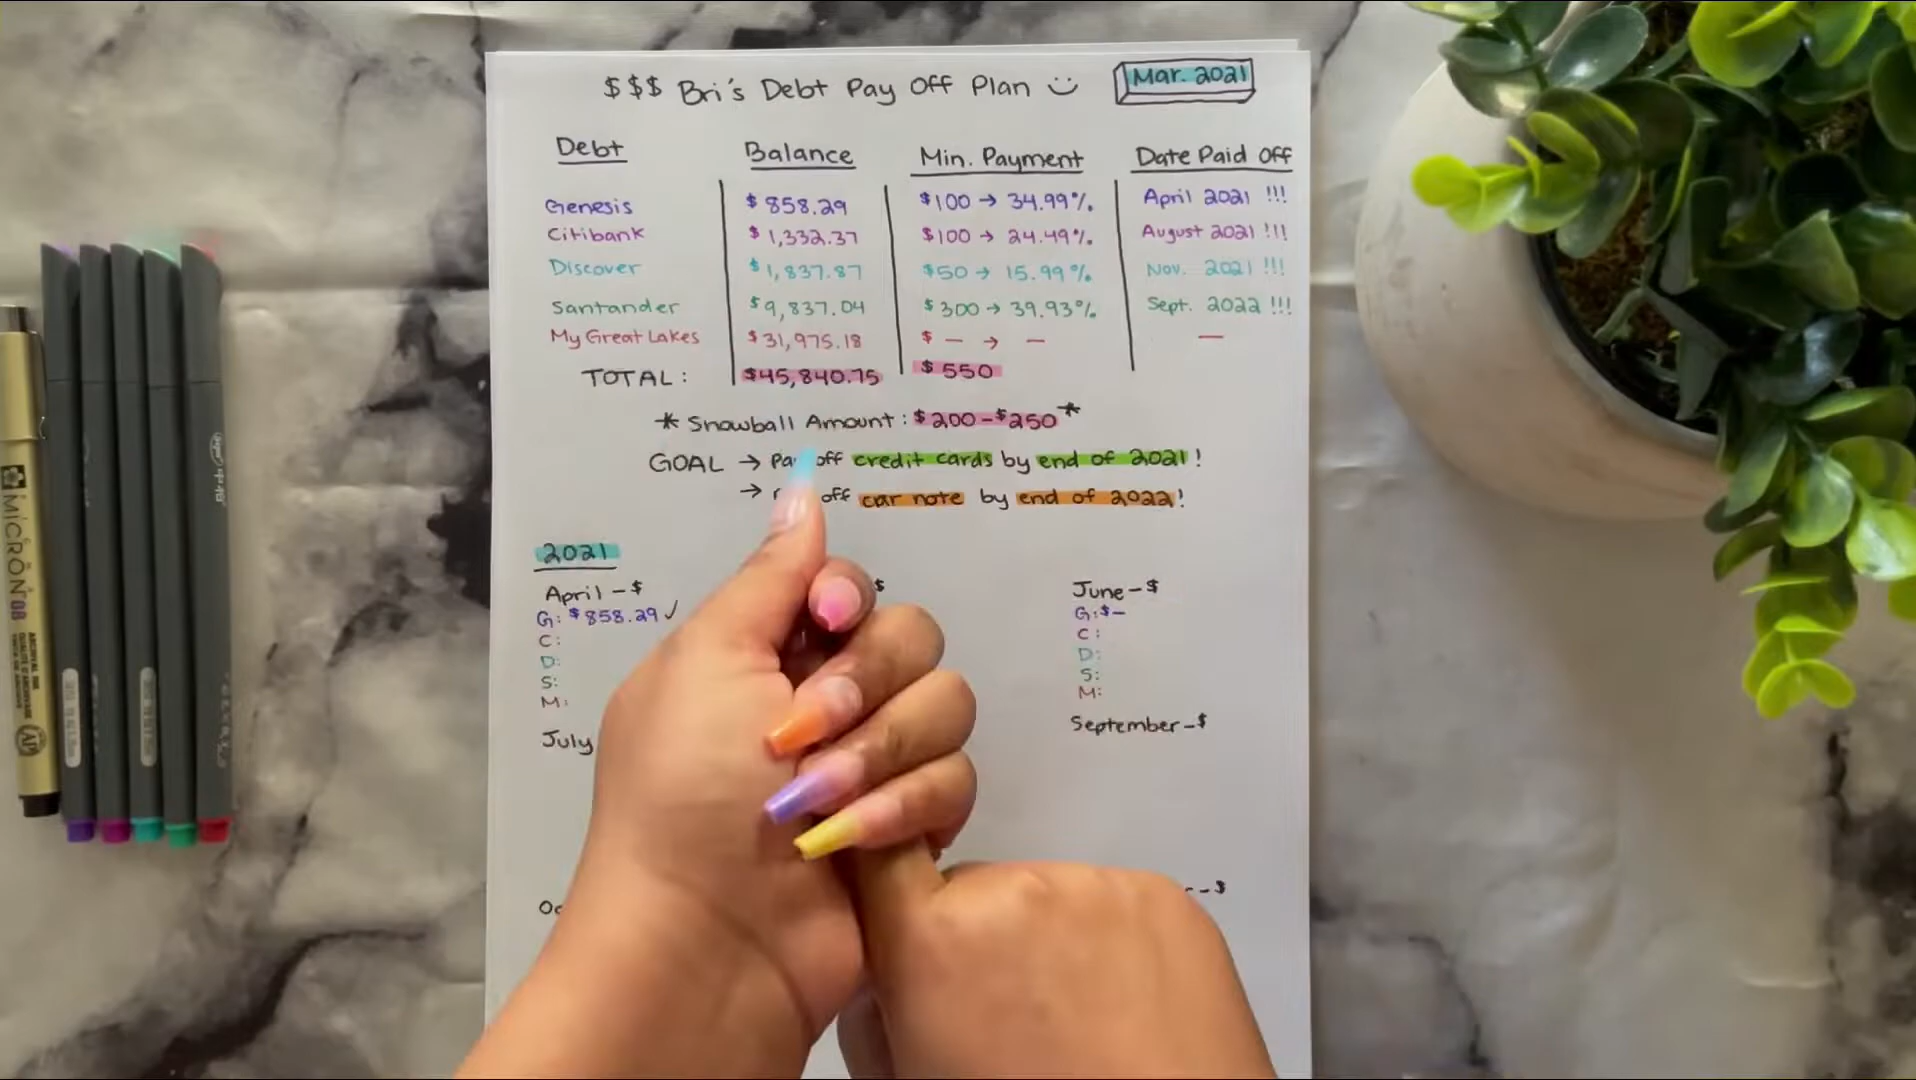 $$$ Bri's Debt Pay Off Plan
Mar. 2021
Debt Balance Min. Payment Date Paid Off
Genesis $858.29 $100 → 34.99% April 2021 !!!
Citibank $1,332.37 $100 → 24.49% August 2021 !!!
Discover $1,837.87 $50 → 15.99% Nov. 2021 !!!
Santander $9,837.04 $300 → 39.93% Sept. 2022 !!!
My Great Lakes $31,975.18 $ — → — —
TOTAL: $45,840.75 $550
* Snowball Amount: $200-$250*
GOAL → off credit cards by end of 2021!
→ off car note by end of 2022!
2021
April - $ $ June - $
G: $858.29 ✓ G: $-
C: C:
D: D:
S: S:
M: M:
July September - $
- $
MICRON 08